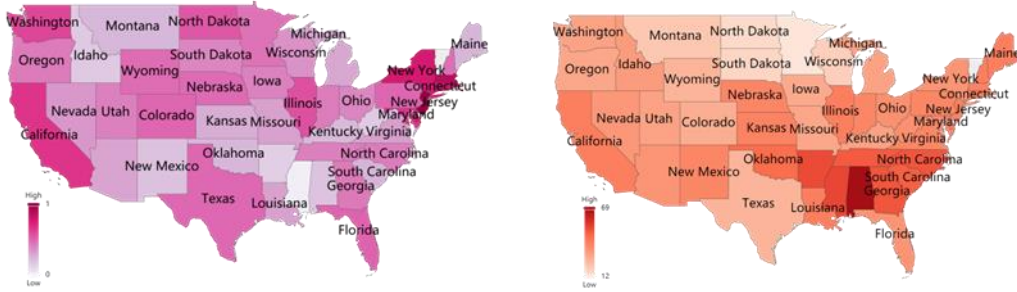 Washington
Montana
North Dakota
Michigan
Maine
Oregon
Idaho
South Dakota
Wisconsin
Wyoming
New York
Connecticut
Nebraska
Iowa
Nevada
Utah
Colorado
Illinois
Ohio
New Jersey
Maryland
California
Kansas
Missouri
Kentucky
Virginia
New Mexico
Oklahoma
North Carolina
South Carolina
Georgia
Texas
Louisiana
Florida
High
1
0
Low
Washington
Montana
North Dakota
Michigan
Maine
Oregon
Idaho
South Dakota
Wisconsin
Wyoming
New York
Connecticut
Nebraska
Iowa
Nevada
Utah
Colorado
Illinois
Ohio
New Jersey
Maryland
California
Kansas
Missouri
Kentucky
Virginia
New Mexico
Oklahoma
North Carolina
South Carolina
Georgia
Texas
Louisiana
Florida
High
69
12
Low